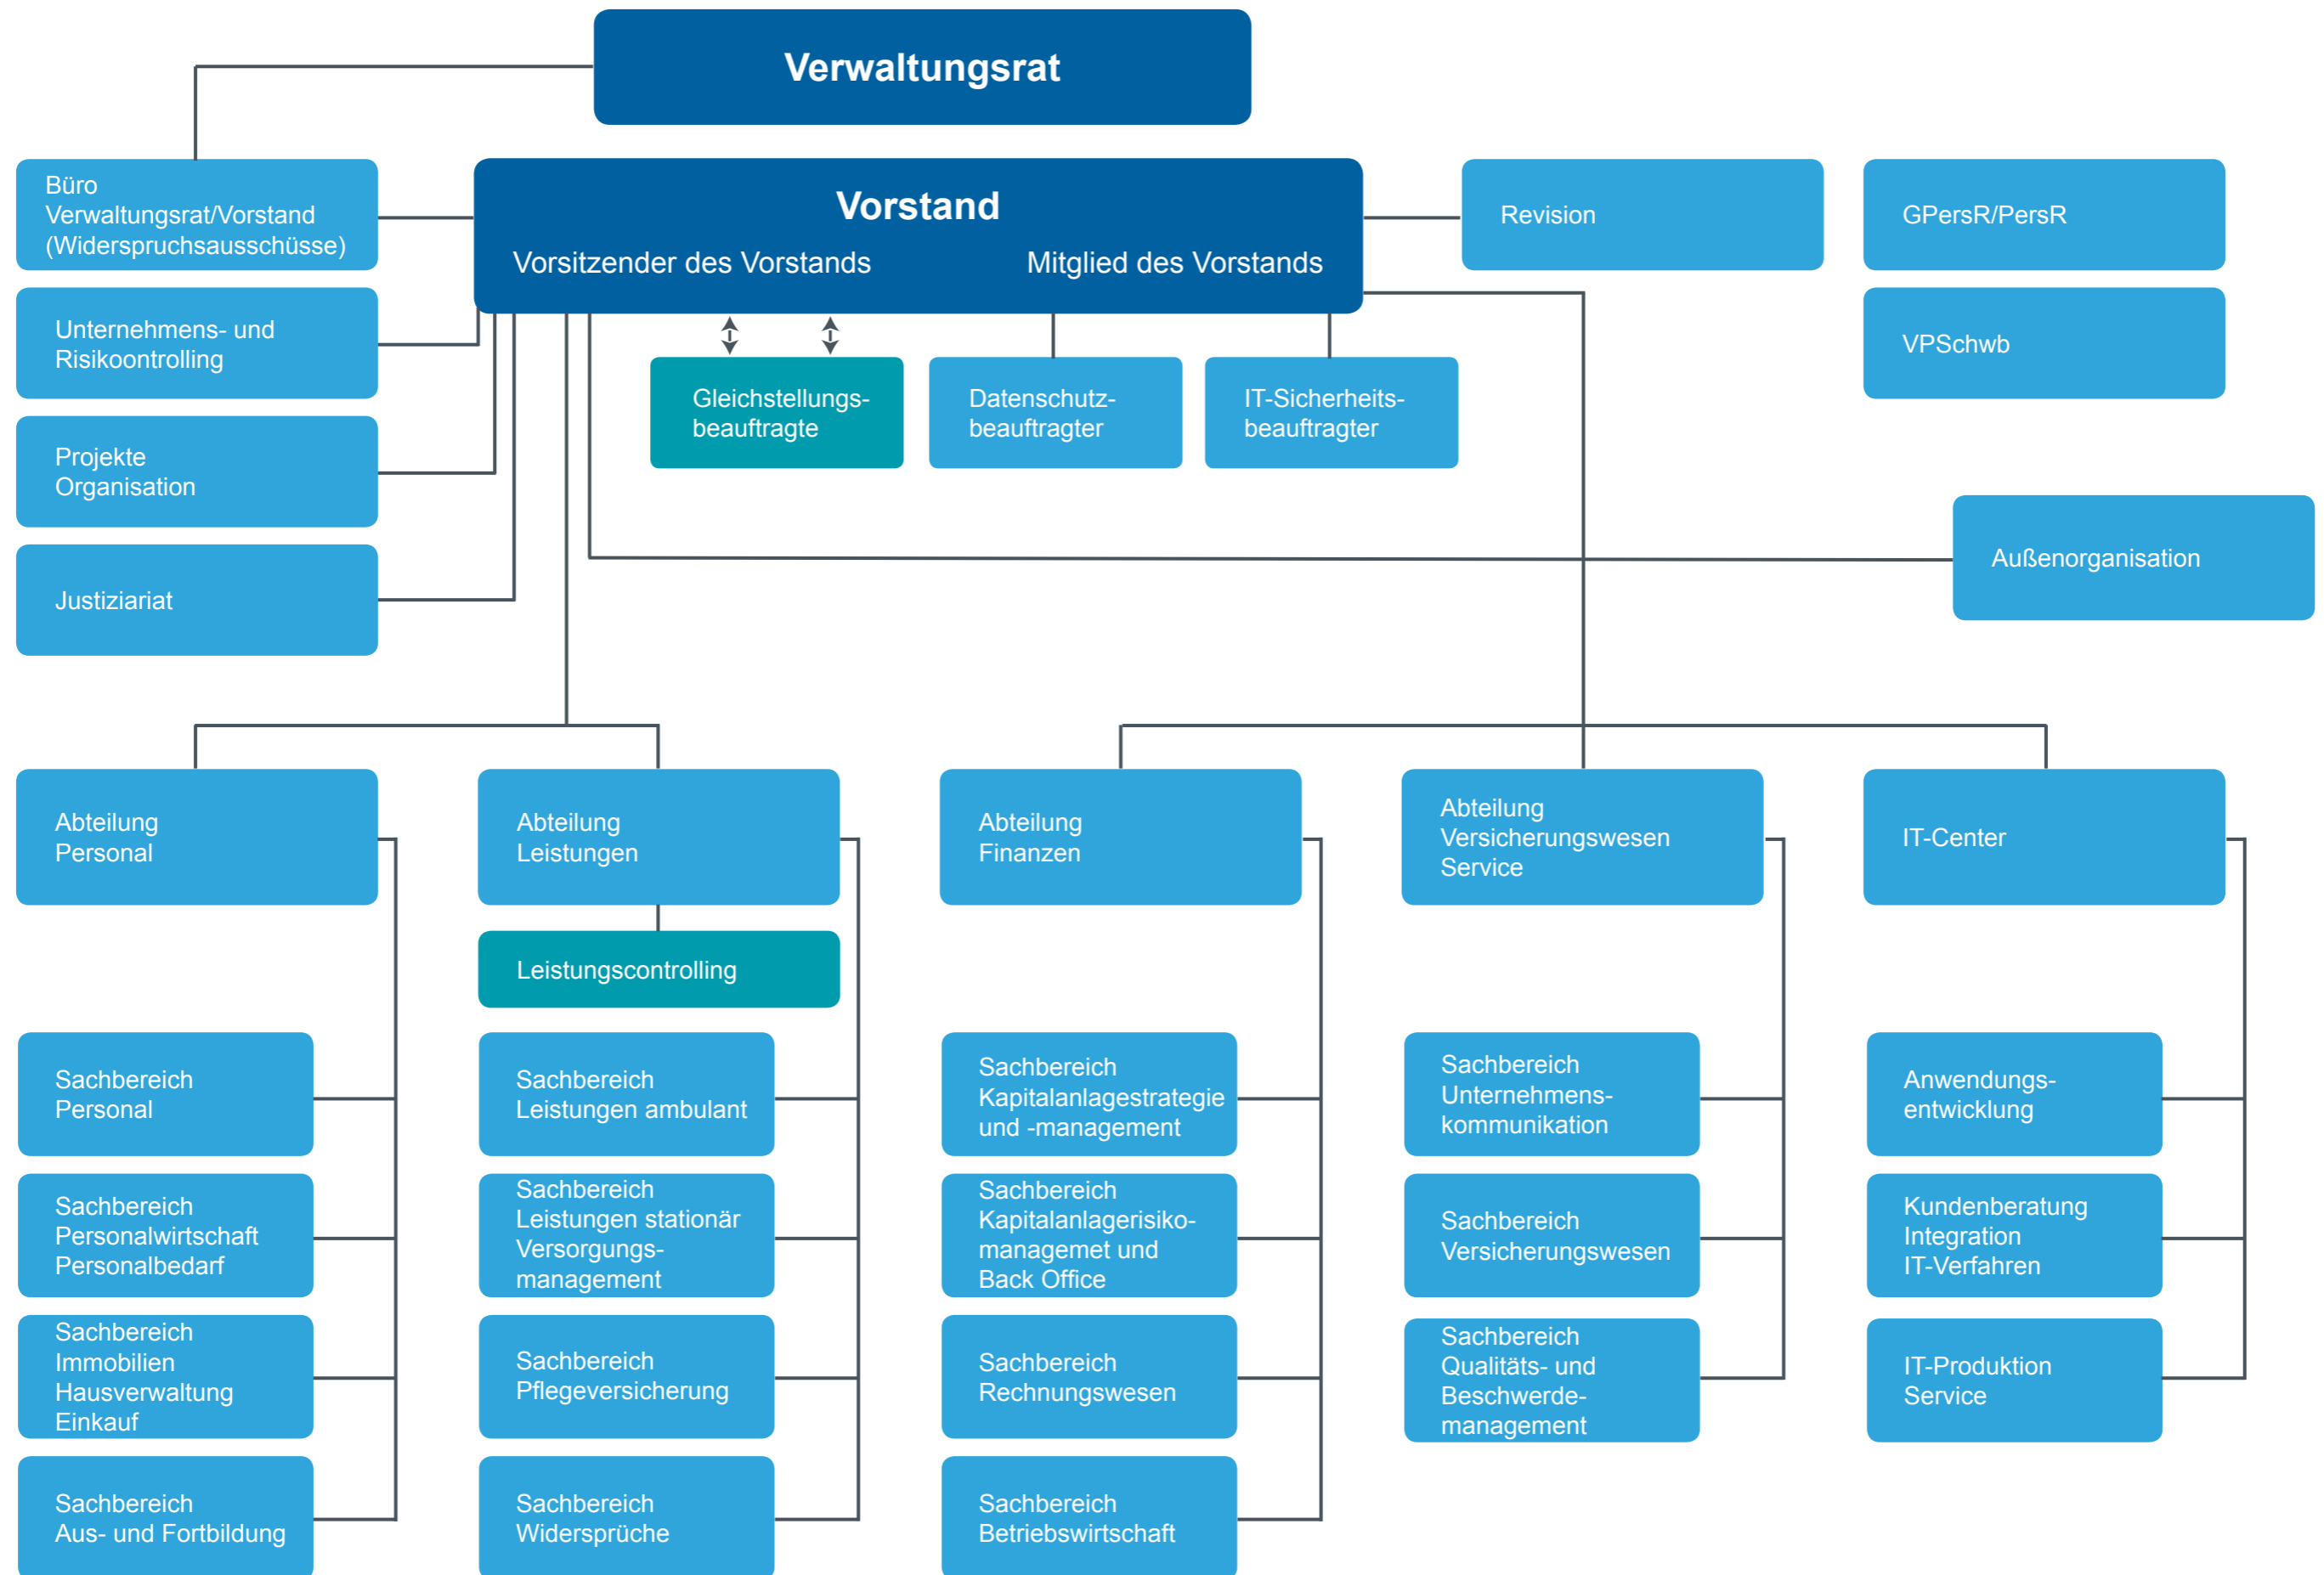 Verwaltungsrat
Büro
Verwaltungsrat/Vorstand
(Widerspruchsausschüsse)
Vorstand
Vorsitzender des Vorstands
Mitglied des Vorstands
Revision
GPersR/PersR
Unternehmens- und
Risikoontrolling
VPSchwb
Gleichstellungs-
beauftragte
Datenschutz-
beauftragter
IT-Sicherheits-
beauftragter
Projekte
Organisation
Außenorganisation
Justiziariat
Abteilung
Personal
Abteilung
Leistungen
Abteilung
Finanzen
Abteilung
Versicherungswesen
Service
IT-Center
Leistungscontrolling
Sachbereich
Personal
Sachbereich
Leistungen ambulant
Sachbereich
Kapitalanlagestrategie
und -management
Sachbereich
Unternehmens-
kommunikation
Anwendungs-
entwicklung
Sachbereich
Personalwirtschaft
Personalbedarf
Sachbereich
Leistungen stationär
Versorgungs-
management
Sachbereich
Kapitalanlagerisiko-
managemet und
Back Office
Sachbereich
Versicherungswesen
Kundenberatung
Integration
IT-Verfahren
Sachbereich
Immobilien
Hausverwaltung
Einkauf
Sachbereich
Pflegeversicherung
Sachbereich
Rechnungswesen
Sachbereich
Qualitäts- und
Beschwerde-
management
IT-Produktion
Service
Sachbereich
Aus- und Fortbildung
Sachbereich
Widersprüche
Sachbereich
Betriebswirtschaft